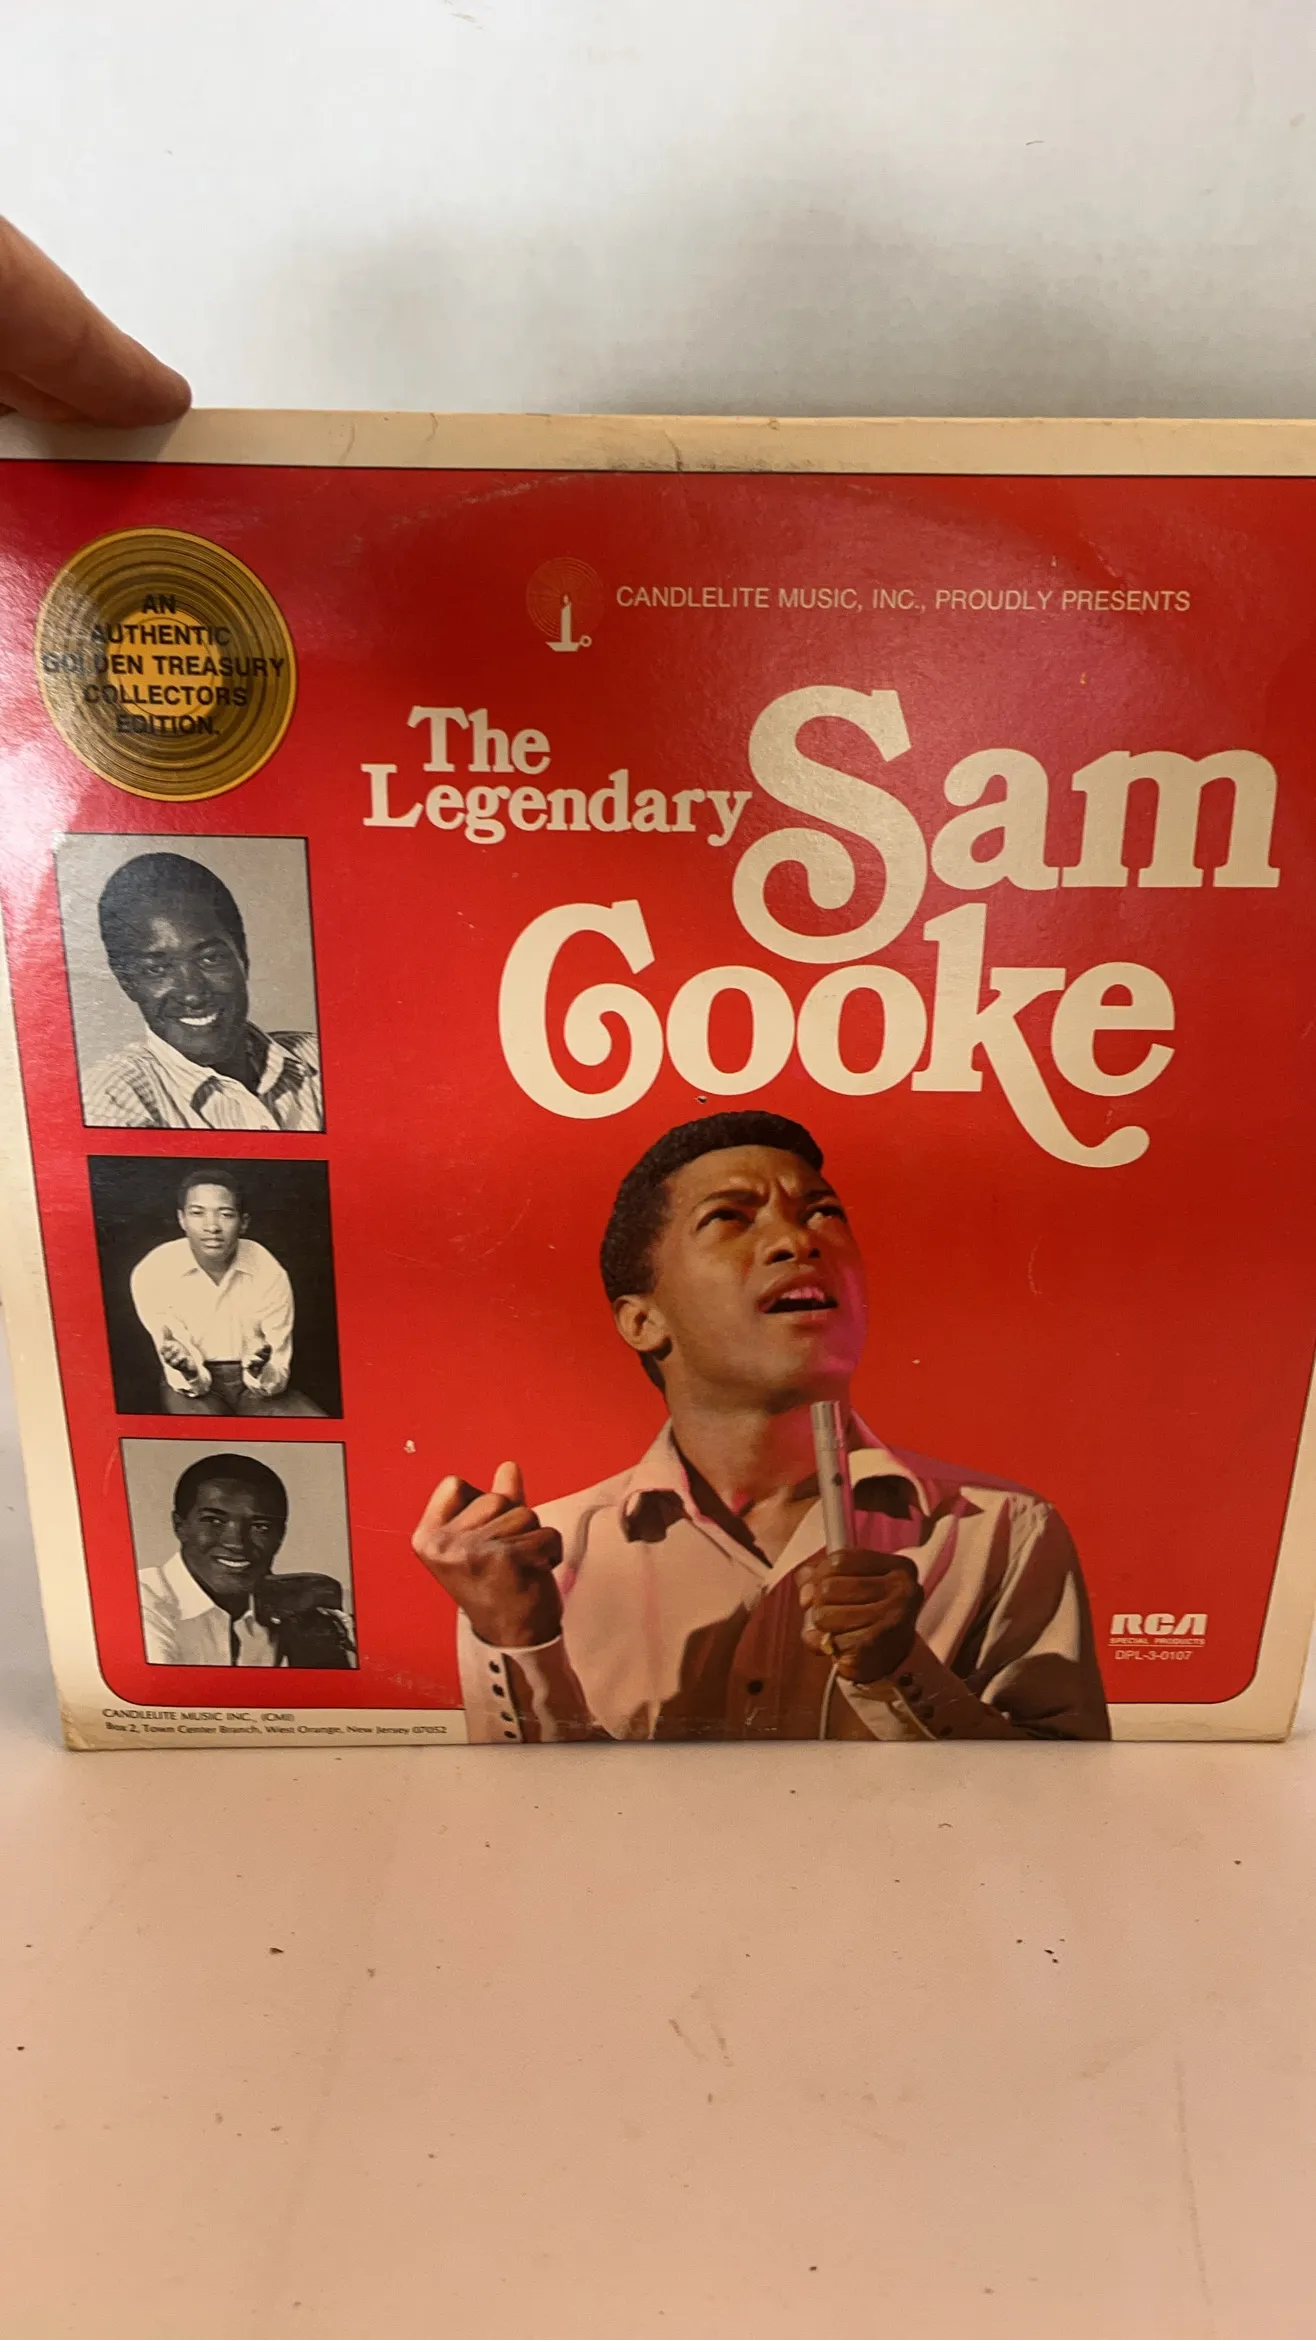 AN
AUTHENTIC
GOLDEN TREASURY
COLLECTORS
EDITION.
CANDLELITE MUSIC, INC., PROUDLY PRESENTS
The
Legendary
Sam
Cooke
RCA
SPECIAL PRODUCTS
DPL-3-0107
CANDLELITE MUSIC INC., (CMI)
Box 2, Town Center Branch, West Orange, New Jersey 07052